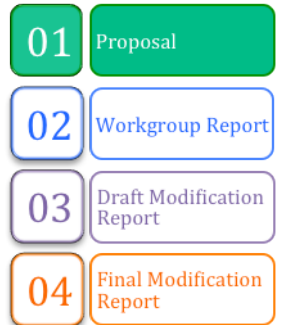 01 Proposal
02 Workgroup Report
03 Draft Modification
Report
04 Final Modification
Report